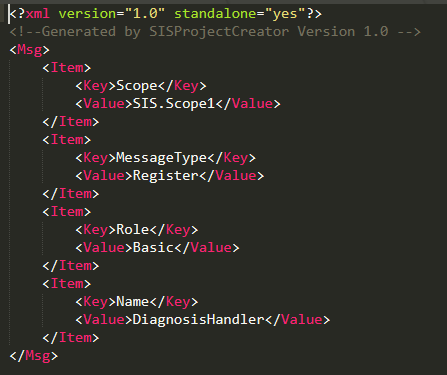 <?xml version="1.0" standalone="yes"?>
<!--Generated by SISProjectCreator Version 1.0 -->
<Msg>
    <Item>
        <Key>Scope</Key>
        <Value>SIS.Scope1</Value>
    </Item>
    <Item>
        <Key>MessageType</Key>
        <Value>Register</Value>
    </Item>
    <Item>
        <Key>Role</Key>
        <Value>Basic</Value>
    </Item>
    <Item>
        <Key>Name</Key>
        <Value>DiagnosisHandler</Value>
    </Item>
</Msg>